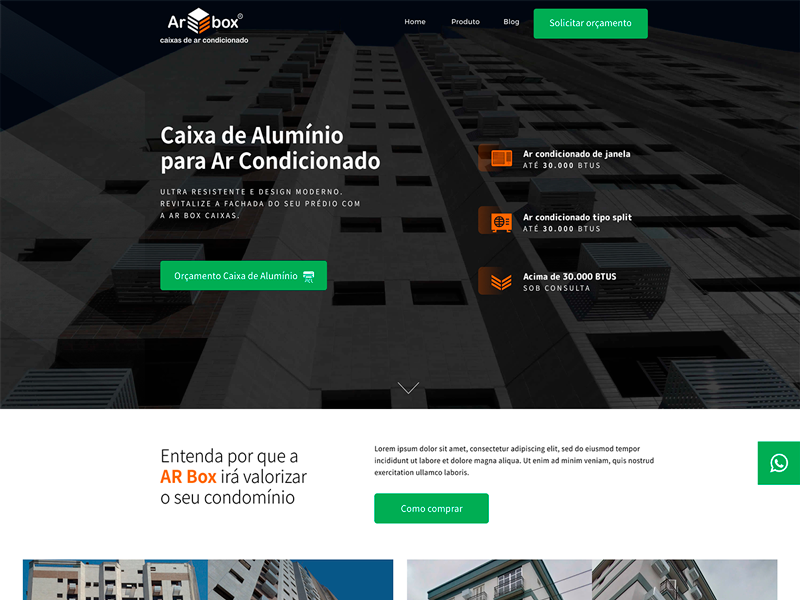 Ar box®
caixas de ar condicionado
Home
Produto
Blog
Solicitar orçamento
Caixa de Alumínio
para Ar Condicionado
ULTRA RESISTENTE E DESIGN MODERNO.
REVITALIZE A FACHADA DO SEU PRÉDIO COM
A AR BOX CAIXAS.
Orçamento Caixa de Alumínio
Ar condicionado de janela
ATÉ 30.000 BTUS
Ar condicionado tipo split
ATÉ 30.000 BTUS
Acima de 30.000 BTUS
SOB CONSULTA
Entenda por que a
AR Box irá valorizar
o seu condomínio
Lorem ipsum dolor sit amet, consectetur adipiscing elit, sed do eiusmod tempor
incididunt ut labore et dolore magna aliqua. Ut enim ad minim veniam, quis nostrud
exercitation ullamco laboris.
Como comprar